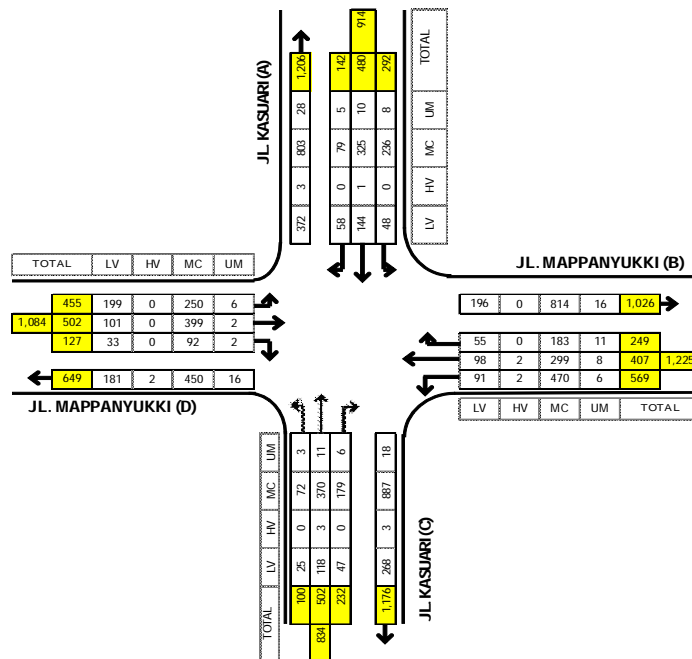 914
1,206 142 480 292 TOTAL
28 5 10 8 UM
803 79 325 236 MC
3 0 1 0 HV
372 58 144 48 LV
JL. KASUARI (A)
TOTAL LV HV MC UM
455 199 0 250 6
1,084 502 101 0 399 2
127 33 0 92 2
649 181 2 450 16
JL. MAPPANYUKKI (D)
JL. MAPPANYUKKI (B)
196 0 814 16 1,026
55 0 183 11 249
98 2 299 8 407 1,225
91 2 470 6 569
LV HV MC UM TOTAL
UM 3 11 6 18
MC 72 370 179 887
HV 0 3 0 3
LV 25 118 47 268
TOTAL 100 502 232 1,176
834
JL. KASUARI (C)